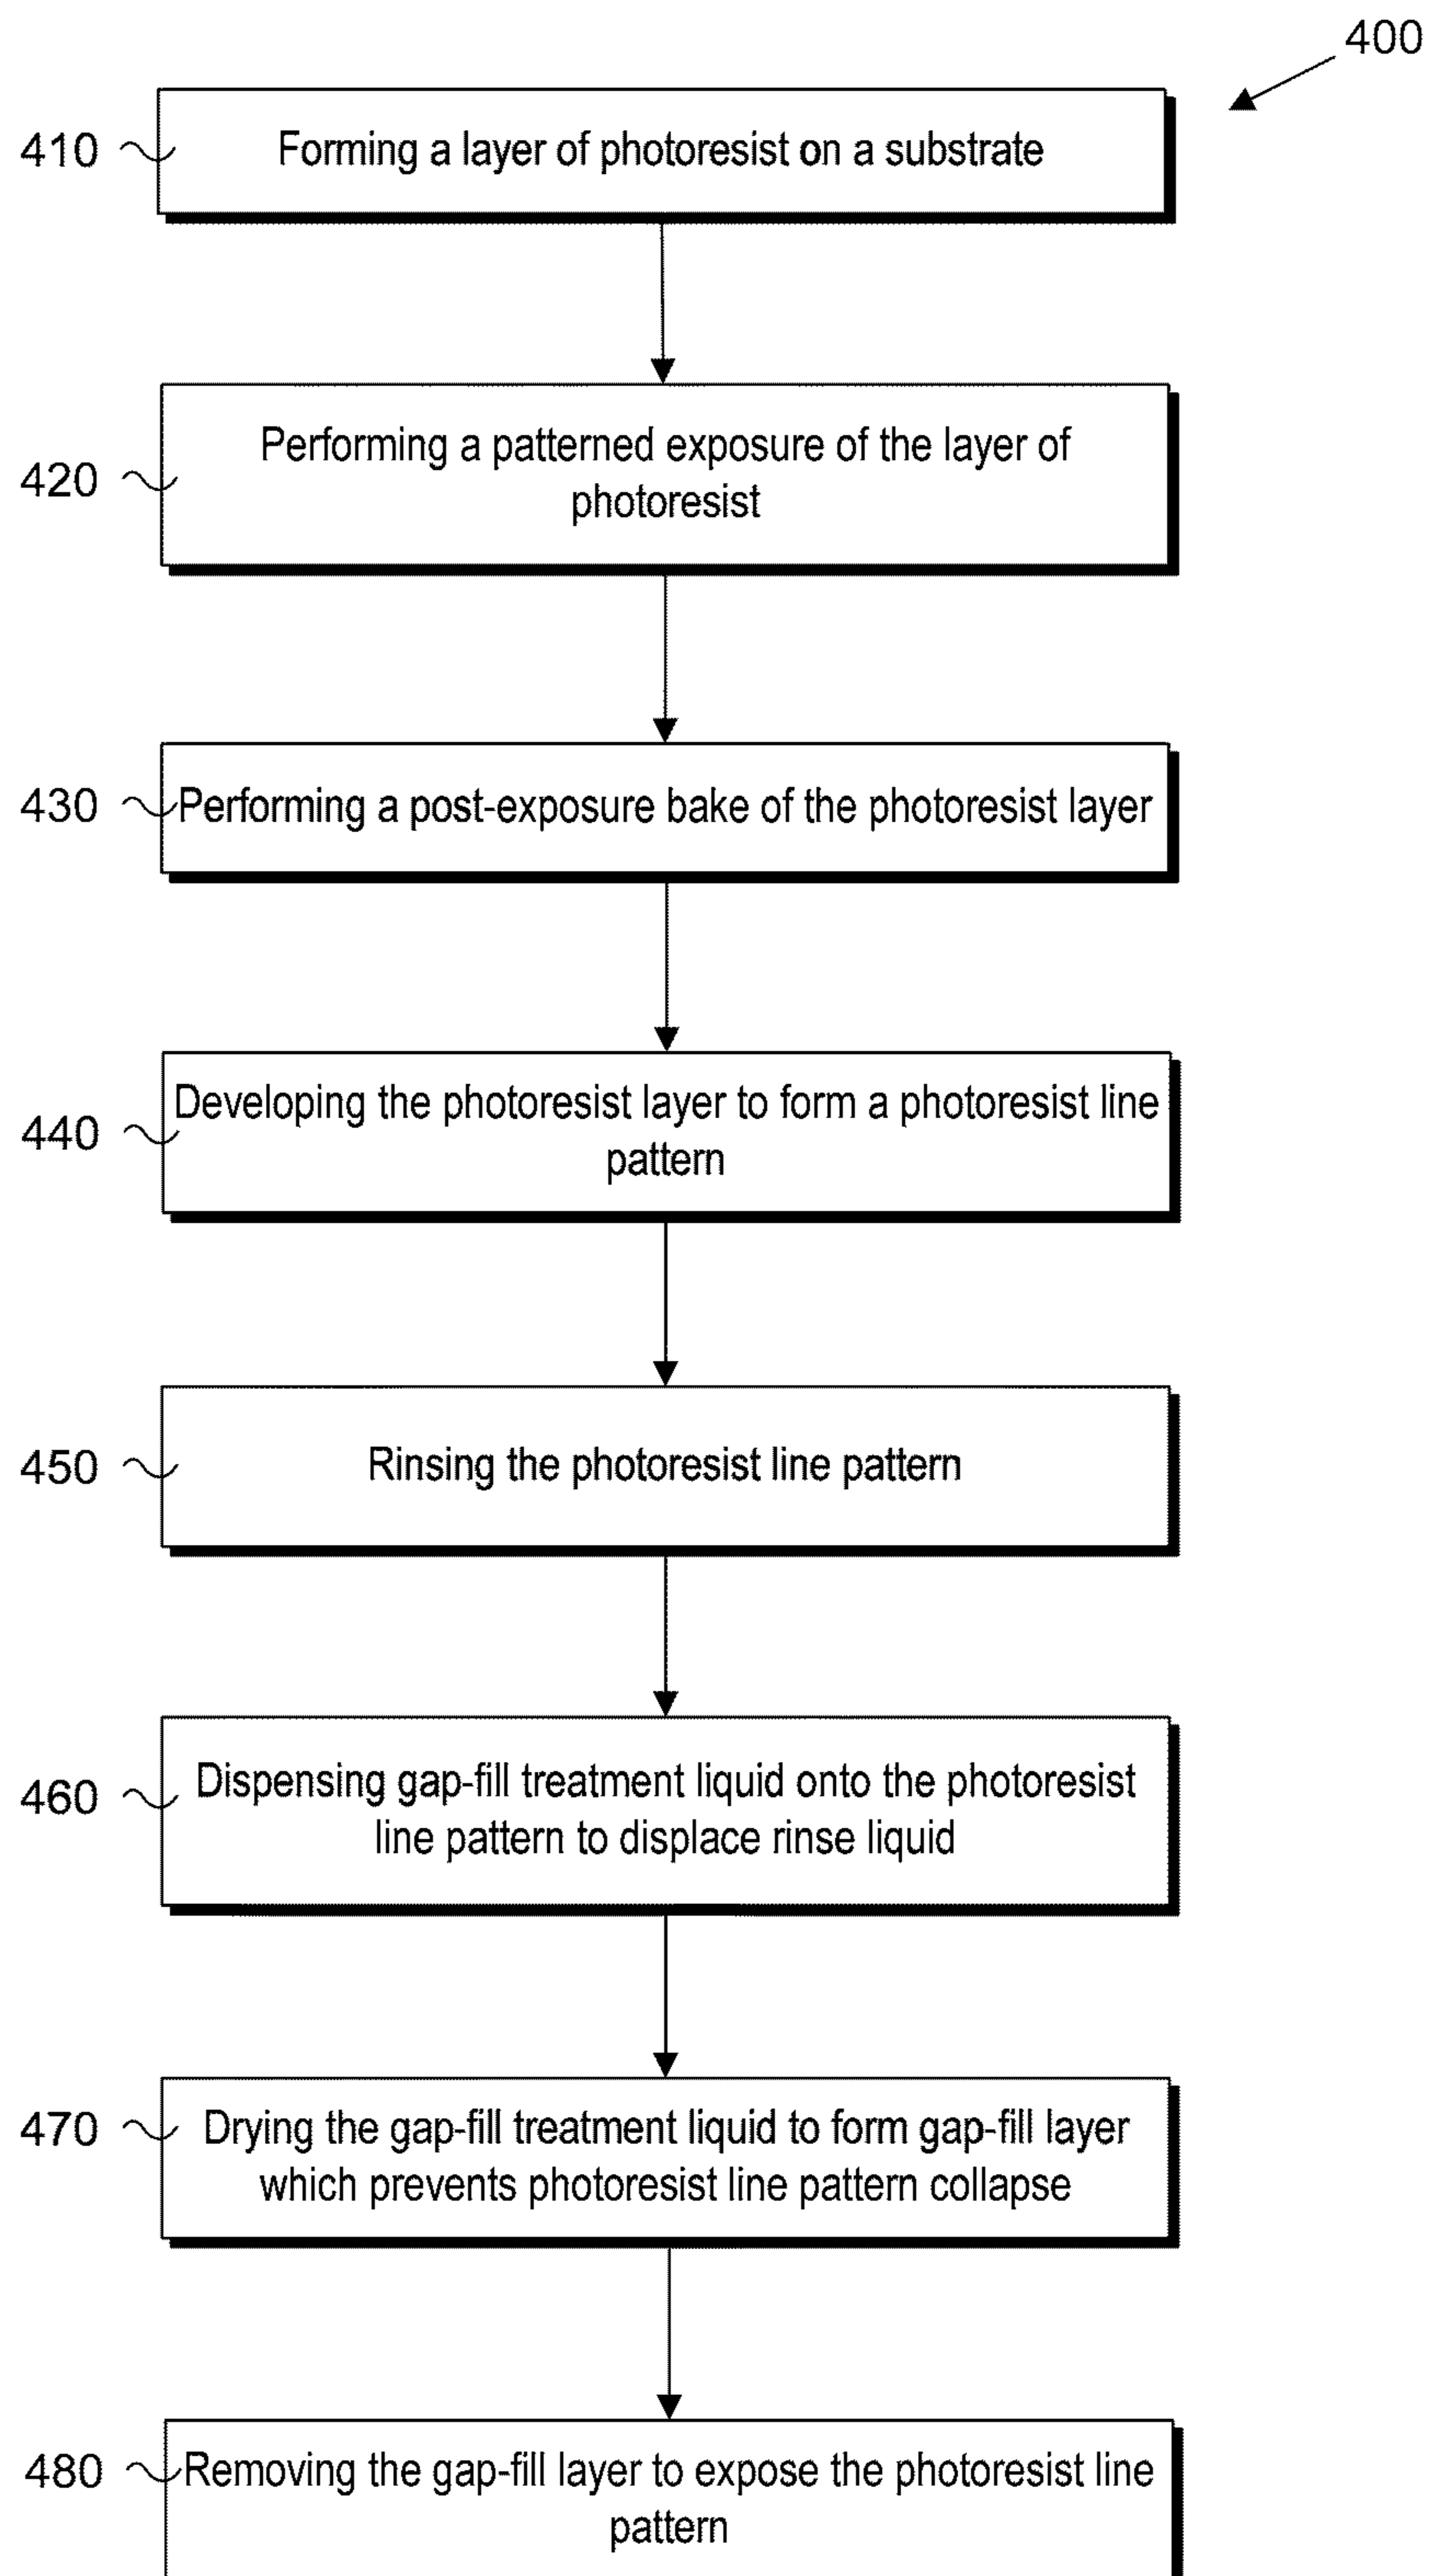 400
410
Forming a layer of photoresist on a substrate
420
Performing a patterned exposure of the layer of
photoresist
430
Performing a post-exposure bake of the photoresist layer
440
Developing the photoresist layer to form a photoresist line
pattern
450
Rinsing the photoresist line pattern
460
Dispensing gap-fill treatment liquid onto the photoresist
line pattern to displace rinse liquid
470
Drying the gap-fill treatment liquid to form gap-fill layer
which prevents photoresist line pattern collapse
480
Removing the gap-fill layer to expose the photoresist line
pattern